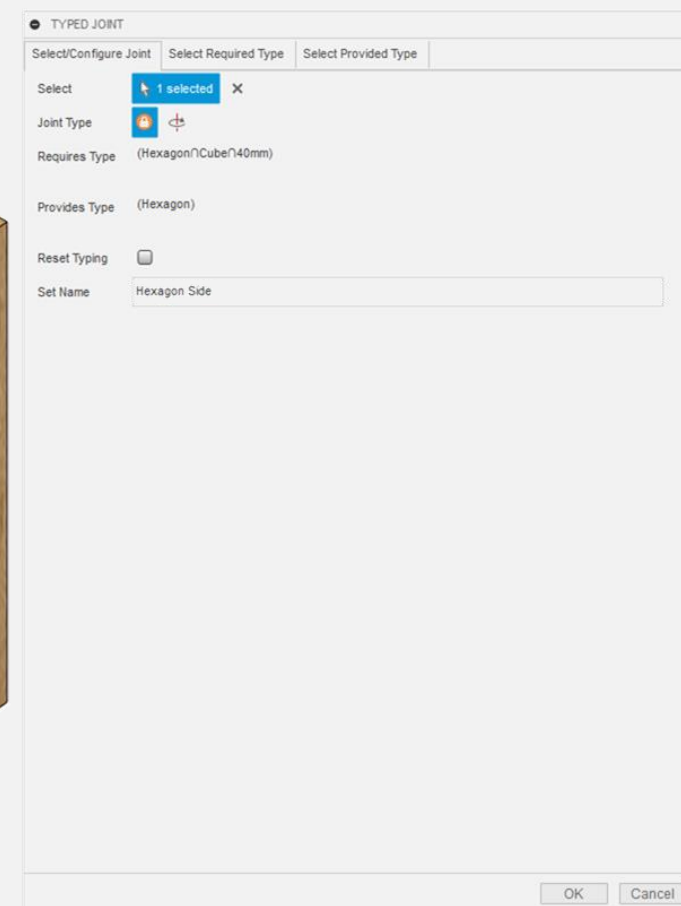 TYPED JOINT
Select/Configure Joint Select Required Type Select Provided Type
Select 1 selected
Joint Type
Requires Type (Hexagon∩Cube∩40mm)
Provides Type (Hexagon)
Reset Typing
Set Name Hexagon Side
OK Cancel